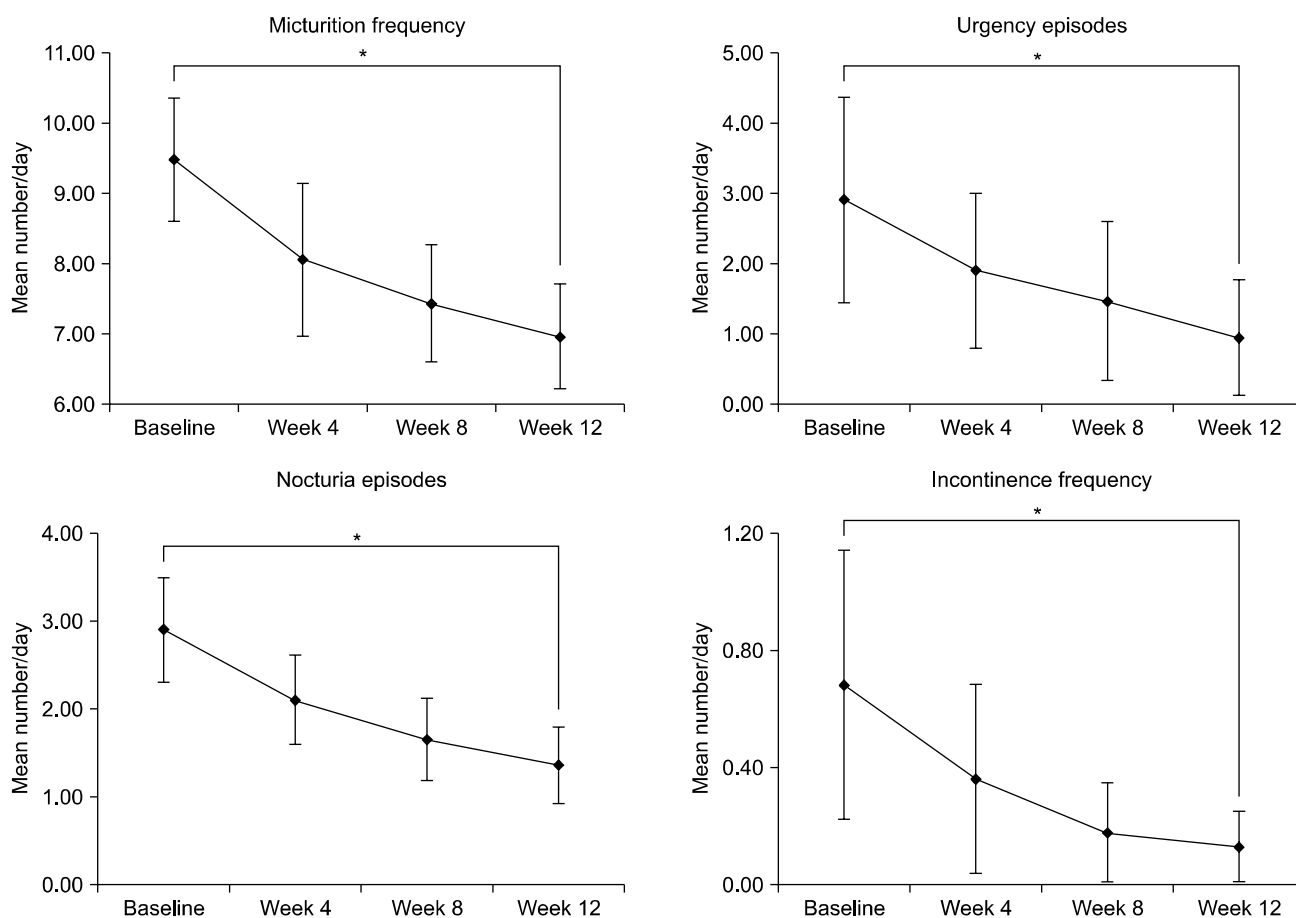 Micturition frequency
11.00
10.00
9.00
8.00
7.00
6.00
Mean number/day
*
Baseline Week 4 Week 8 Week 12
Urgency episodes
5.00
4.00
3.00
2.00
1.00
0.00
Mean number/day
*
Baseline Week 4 Week 8 Week 12
Nocturia episodes
4.00
3.00
2.00
1.00
0.00
Mean number/day
*
Baseline Week 4 Week 8 Week 12
Incontinence frequency
1.20
0.80
0.40
0.00
Mean number/day
*
Baseline Week 4 Week 8 Week 12